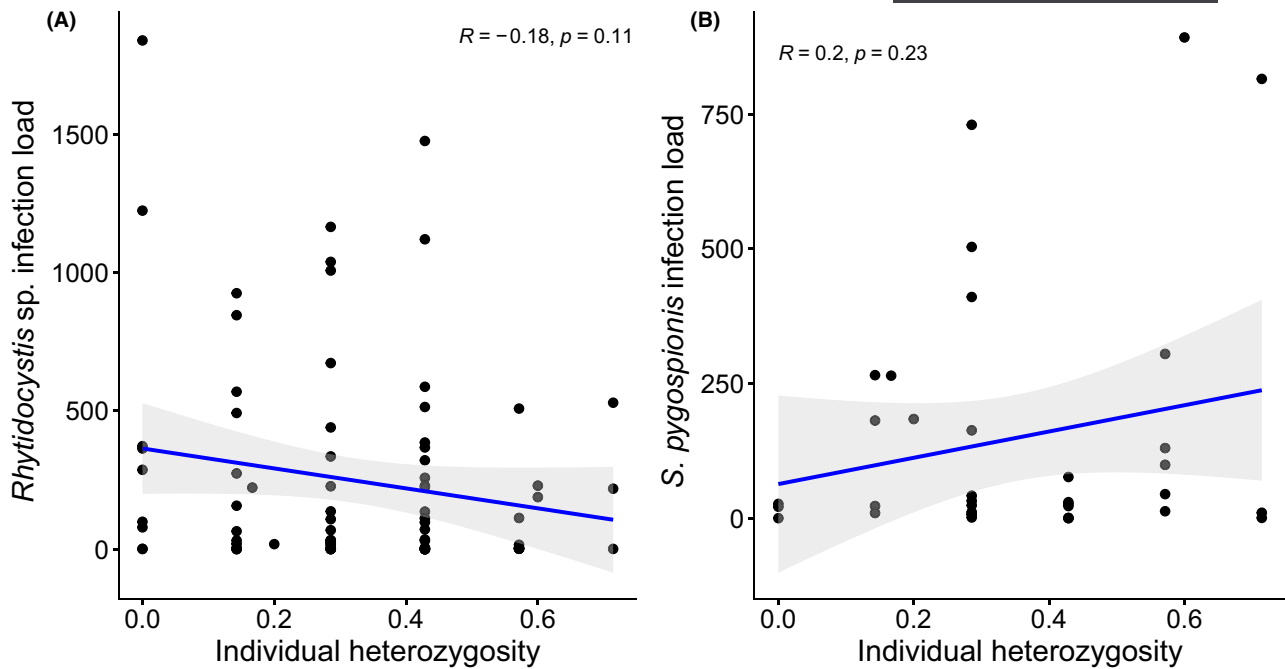 (A)
R = −0.18, p = 0.11
Rhytidocystis sp. infection load
1500
1000
500
0
0.0 0.2 0.4 0.6
Individual heterozygosity
(B)
R = 0.2, p = 0.23
S. pygospionis infection load
750
500
250
0
0.0 0.2 0.4 0.6
Individual heterozygosity